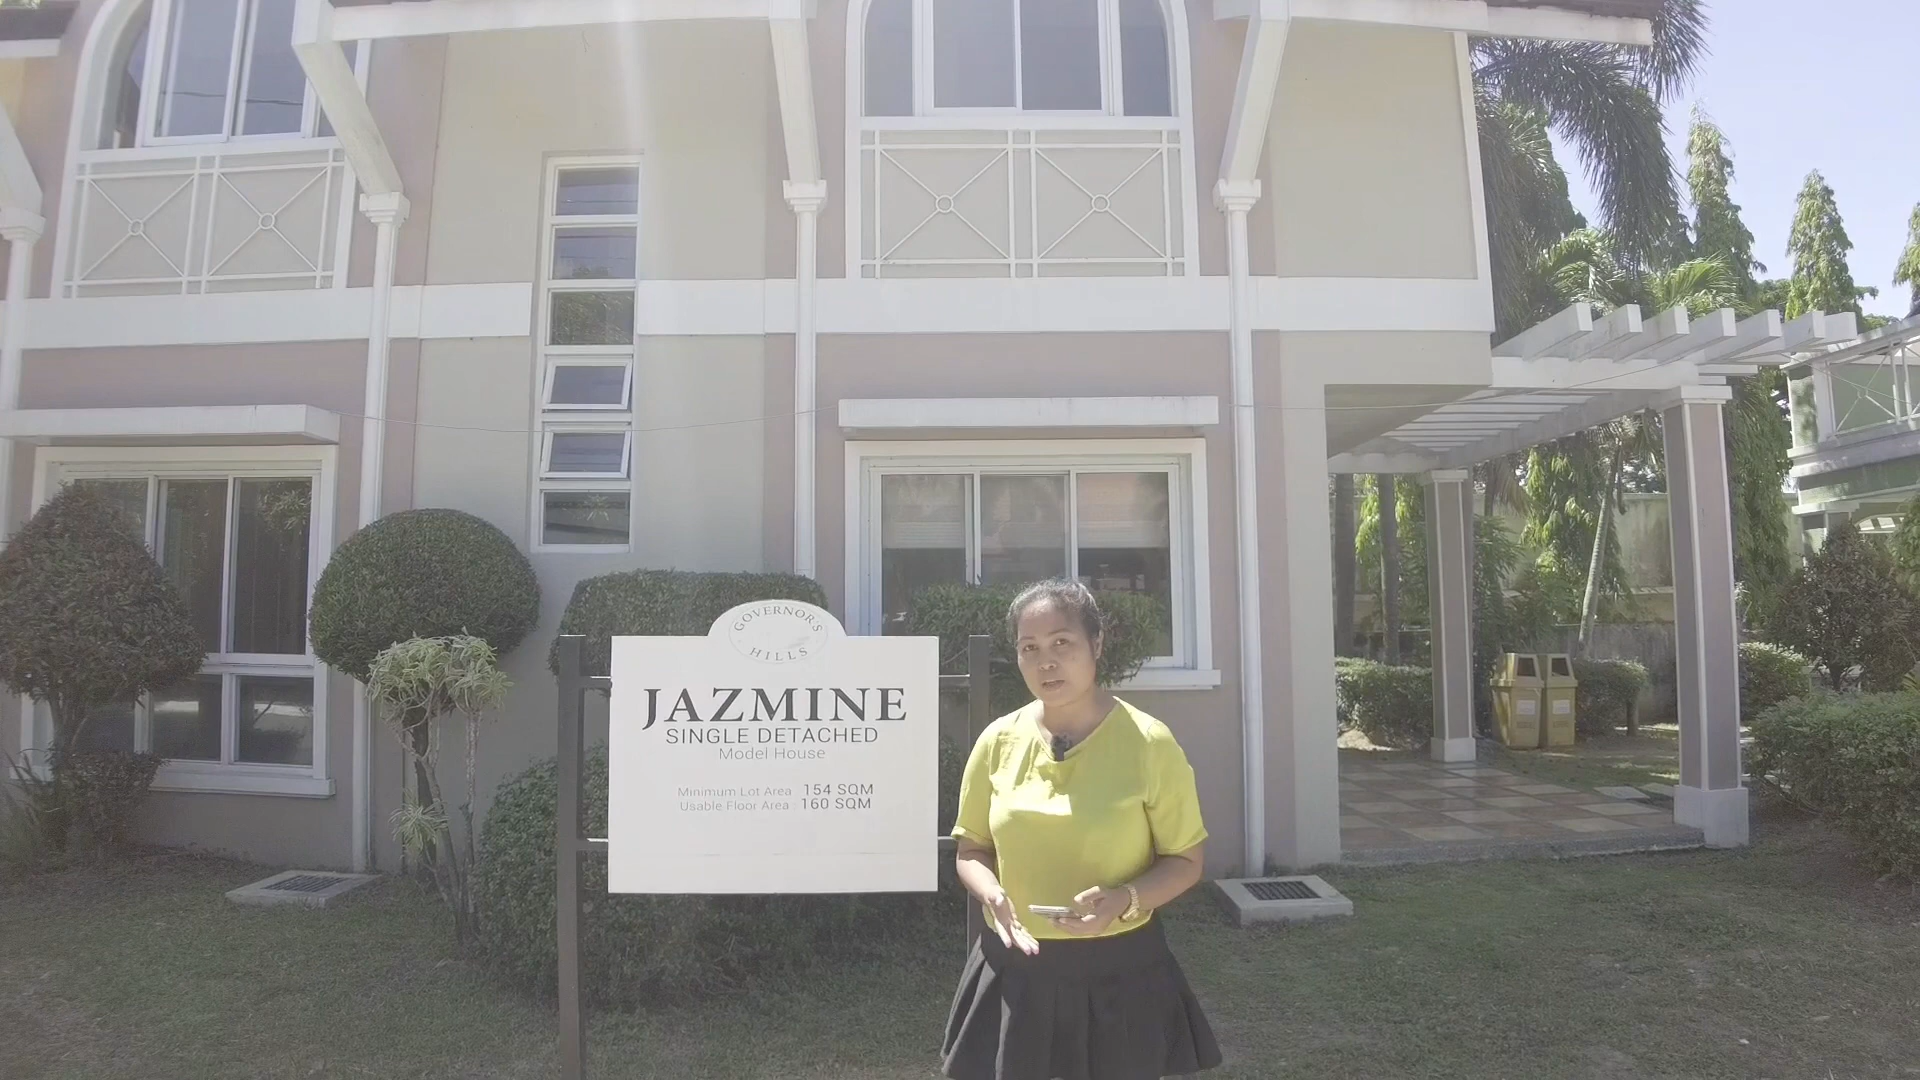 GOVERNOR'S
HILLS
JAZMINE
SINGLE DETACHED
Model House
Minimum Lot Area 154 SQM
Usable Floor Area : 160 SQM